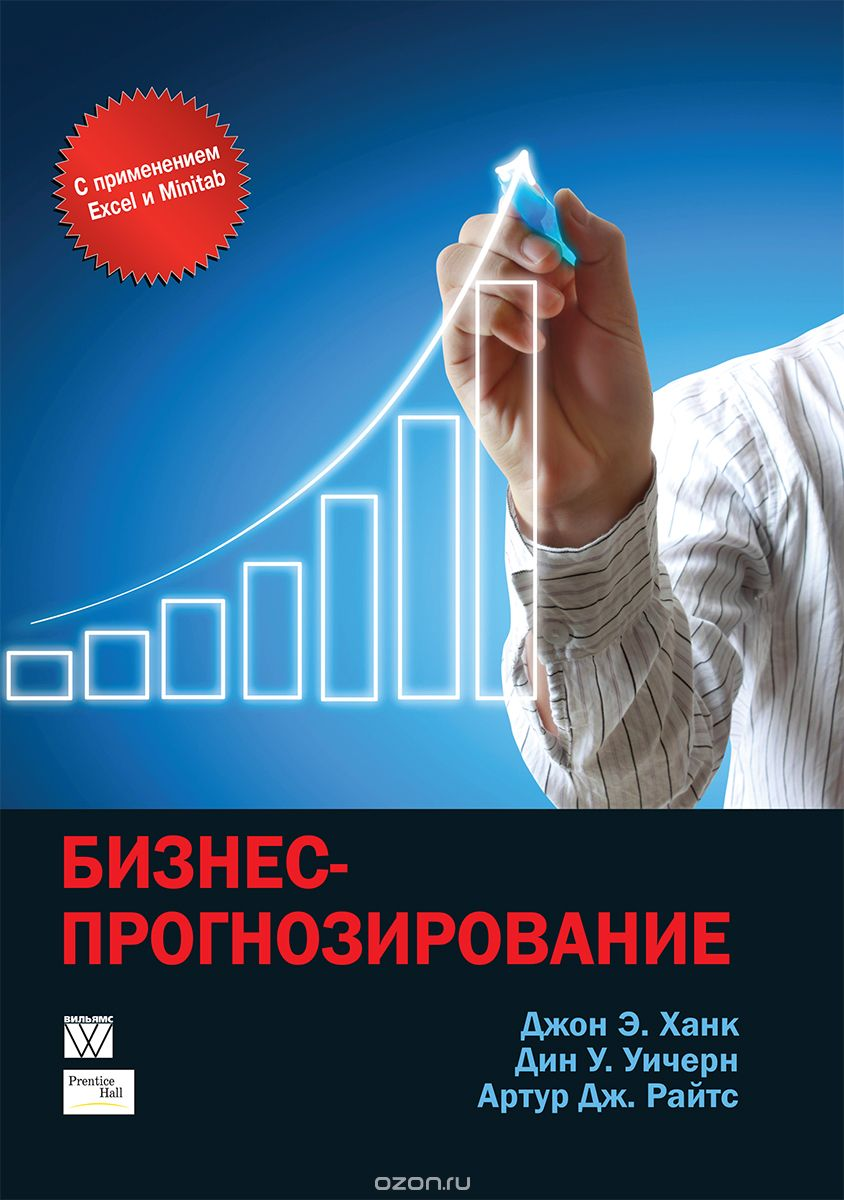 С применением
Excel и Minitab
БИЗНЕС-
ПРОГНОЗИРОВАНИЕ
ВИЛЬЯМС
W
Prentice
Hall
Джон Э. Ханк
Дин У. Уичерн
Артур Дж. Райтс
ozon.ru